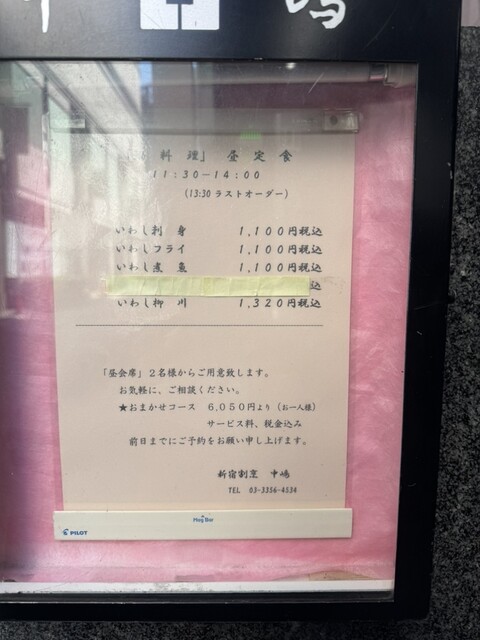 嶋
料理」 昼定食
11:30－14:00
(13:30 ラストオーダー)
いわし刺 身 1,100円税込
いわしフライ 1,100円税込
いわし煮 魚 1,100円税込
込
いわし柳 川 1,320円税込
「昼会席」2名様からご用意致します。
お気軽に、ご相談ください。
★おまかせコース 6,050円より (お一人様)
サービス料、税金込み
前日までにご予約をお願い申し上げます。
新宿割烹 中嶋
TEL 03-3356-4534
Mag Bar
PILOT